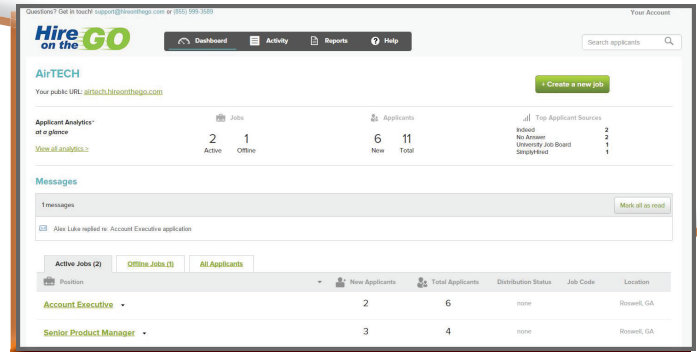 Questions? Get in touch! support@hireonthego.com or (855) 999-3589 Your Account
Hire on the GO
Dashboard Activity Reports Help
Search applicants
AirTECH
Your public URL: airtech.hireonthego.com
+ Create a new job
Applicant Analytics*
at a glance
View all analytics >
Jobs
2 1
Active Offline
Applicants
6 11
New Total
Top Applicant Sources
Indeed 2
No Answer 2
University Job Board 1
SimplyHired 1
Messages
1 messages Mark all as read
Alex Luke replied re: Account Executive application
Active Jobs (2) Offline Jobs (1) All Applicants
Position New Applicants Total Applicants Distribution Status Job Code Location
Account Executive 2 6 none Roswell, GA
Senior Product Manager 3 4 none Roswell, GA